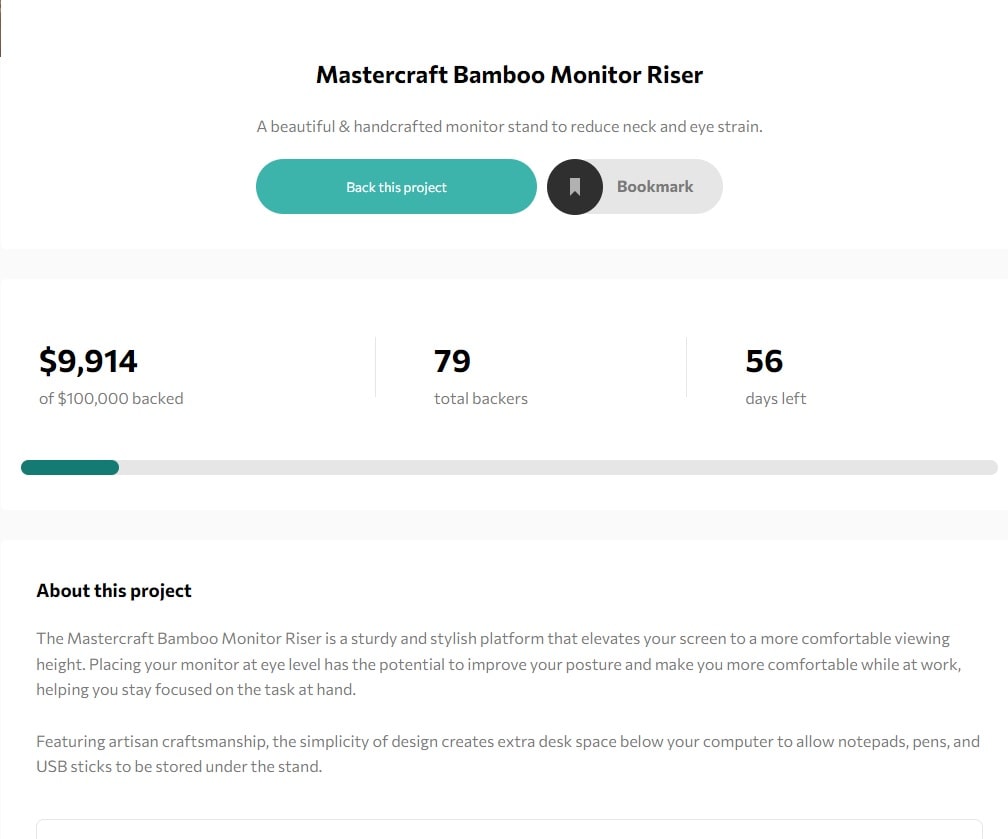 Mastercraft Bamboo Monitor Riser
A beautiful & handcrafted monitor stand to reduce neck and eye strain.
Back this project
Bookmark
$9,914
of $100,000 backed
79
total backers
56
days left
About this project
The Mastercraft Bamboo Monitor Riser is a sturdy and stylish platform that elevates your screen to a more comfortable viewing
height. Placing your monitor at eye level has the potential to improve your posture and make you more comfortable while at work,
helping you stay focused on the task at hand.
Featuring artisan craftsmanship, the simplicity of design creates extra desk space below your computer to allow notepads, pens, and
USB sticks to be stored under the stand.